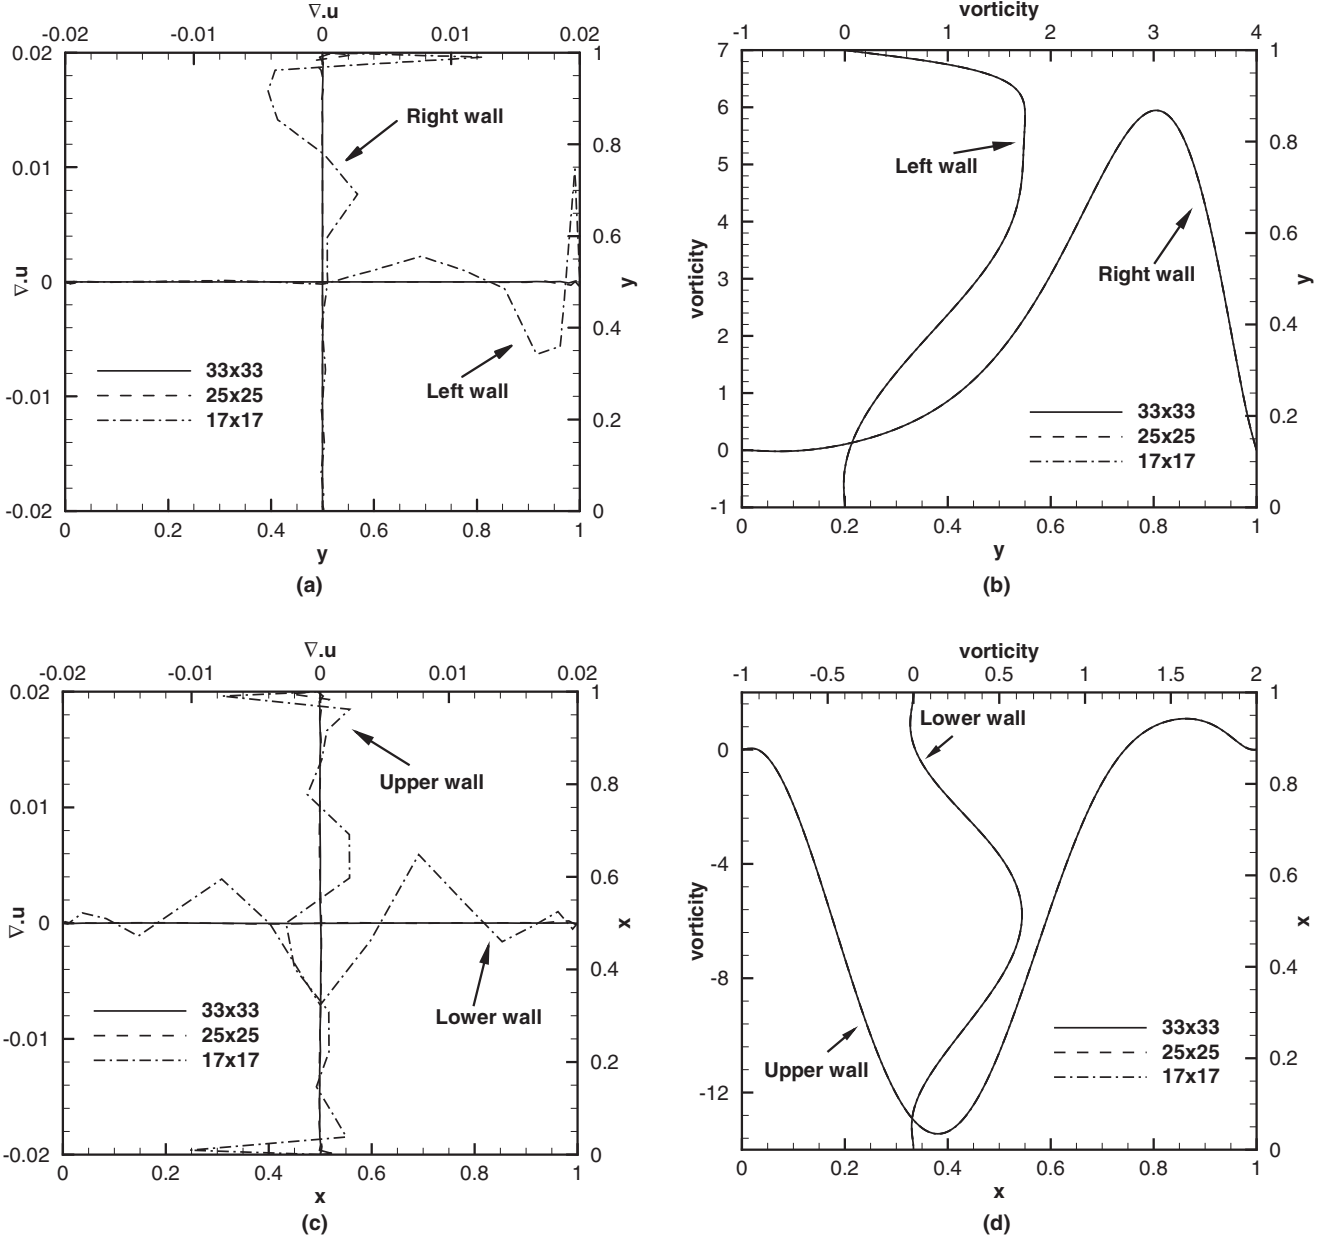 ∇.u
-0.02 -0.01 0 0.01 0.02
0.02 0.01 0 -0.01 -0.02
∇.u
1 0.8 0.6 0.4 0.2 0
y
Right wall
Left wall
33x33
25x25
17x17
0 0.2 0.4 0.6 0.8 1
y
(a)
vorticity
-1 0 1 2 3 4
7 6 5 4 3 2 1 0 -1
vorticity
1 0.8 0.6 0.4 0.2 0
y
Left wall
Right wall
33x33
25x25
17x17
0 0.2 0.4 0.6 0.8 1
y
(b)
∇.u
-0.02 -0.01 0 0.01 0.02
0.02 0.01 0 -0.01 -0.02
∇.u
1 0.8 0.6 0.4 0.2 0
x
Upper wall
Lower wall
33x33
25x25
17x17
0 0.2 0.4 0.6 0.8 1
x
(c)
vorticity
-1 -0.5 0 0.5 1 1.5 2
0 -4 -8 -12
vorticity
1 0.8 0.6 0.4 0.2 0
x
Lower wall
Upper wall
33x33
25x25
17x17
0 0.2 0.4 0.6 0.8 1
x
(d)